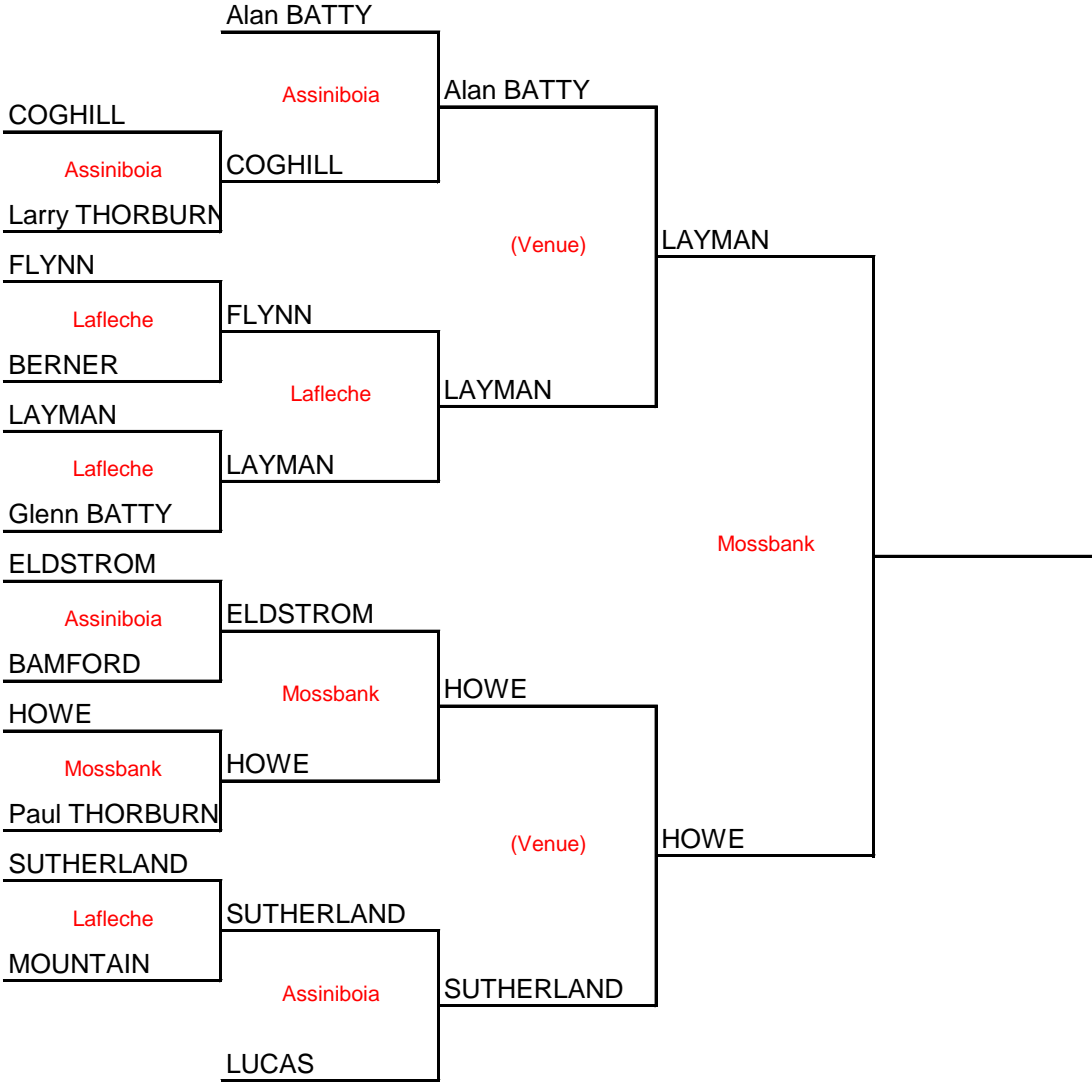 Alan BATTY
Assiniboia
Alan BATTY
COGHILL
Assiniboia
COGHILL
Larry THORBURN
(Venue)
LAYMAN
FLYNN
Lafleche
FLYNN
BERNER
Lafleche
LAYMAN
LAYMAN
Lafleche
LAYMAN
Glenn BATTY
Mossbank
ELDSTROM
Assiniboia
ELDSTROM
BAMFORD
Mossbank
HOWE
HOWE
Mossbank
HOWE
Paul THORBURN
(Venue)
HOWE
SUTHERLAND
Lafleche
SUTHERLAND
MOUNTAIN
Assiniboia
SUTHERLAND
LUCAS